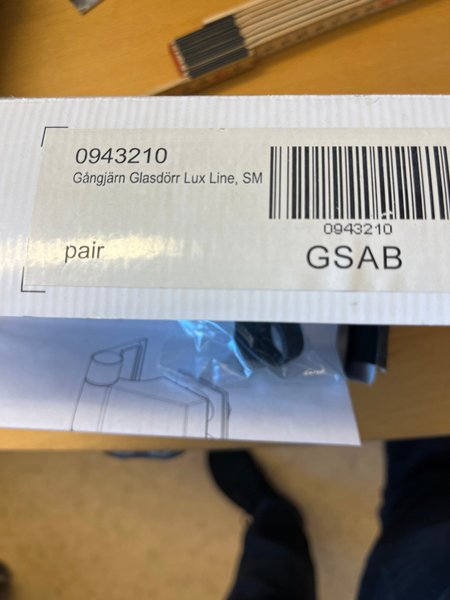 0943210
Gångjärn Glasdörr Lux Line, SM
0943210
pair
GSAB